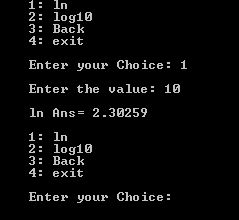 1: ln
2: log10
3: Back
4: exit
Enter your Choice: 1
Enter the value: 10
ln Ans= 2.30259
1: ln
2: log10
3: Back
4: exit
Enter your Choice: